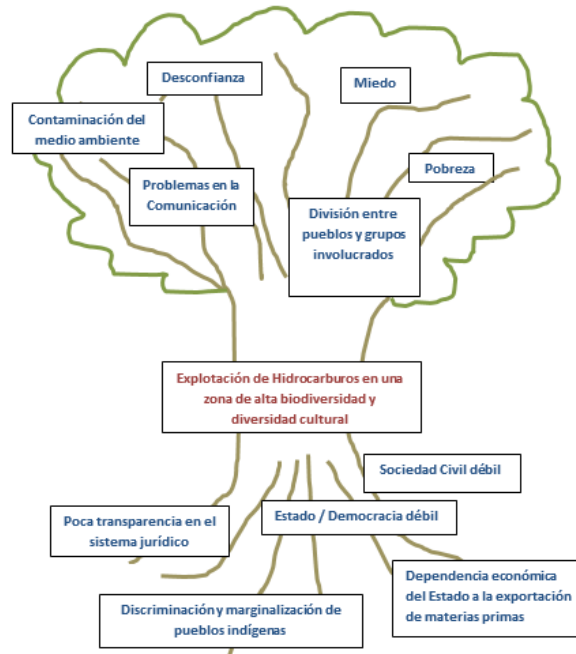 Desconfianza
Miedo
Contaminación del
medio ambiente
Pobreza
Problemas en la
Comunicación
División entre
pueblos y grupos
involucrados
Explotación de Hidrocarburos en una
zona de alta biodiversidad y
diversidad cultural
Sociedad Civil débil
Poca transparencia en el
sistema jurídico
Estado / Democracia débil
Dependencia económica
del Estado a la exportación
de materias primas
Discriminación y marginalización de
pueblos indígenas